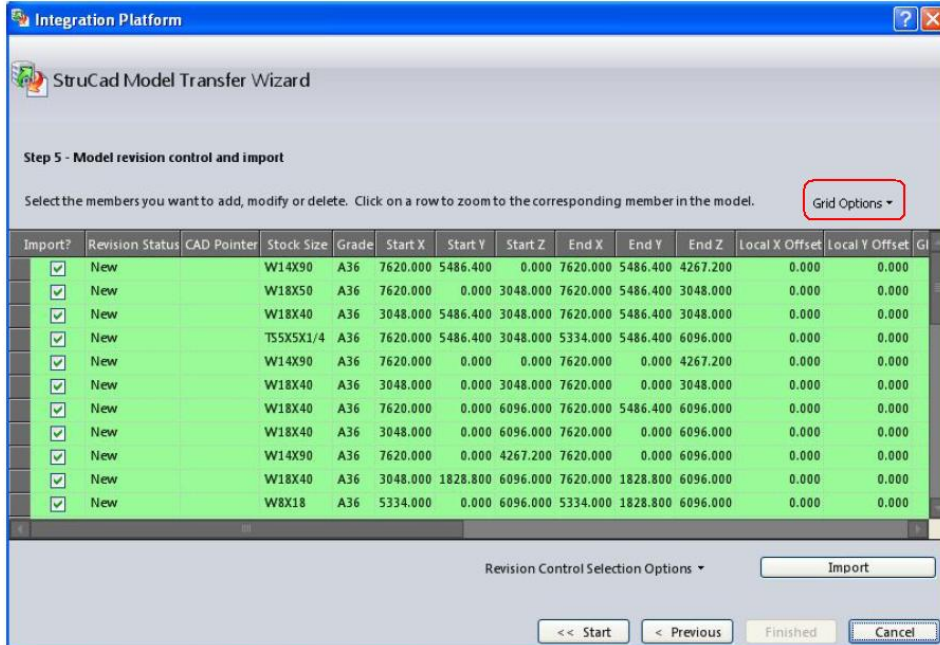 Integration Platform
StruCad Model Transfer Wizard
Step 5 - Model revision control and import
Select the members you want to add, modify or delete. Click on a row to zoom to the corresponding member in the model.
Grid Options
Import? Revision Status CAD Pointer Stock Size Grade Start X Start Y Start Z End X End Y End Z Local X Offset Local Y Offset Gl
New W14X90 A36 7620.000 5486.400 0.000 7620.000 5486.400 4267.200 0.000 0.000
New W18X50 A36 7620.000 0.000 3048.000 7620.000 5486.400 3048.000 0.000 0.000
New W18X40 A36 3048.000 5486.400 3048.000 7620.000 5486.400 3048.000 0.000 0.000
New TS5X5X1/4 A36 7620.000 5486.400 3048.000 5334.000 5486.400 6096.000 0.000 0.000
New W14X90 A36 7620.000 0.000 0.000 7620.000 0.000 4267.200 0.000 0.000
New W18X40 A36 3048.000 0.000 3048.000 7620.000 0.000 3048.000 0.000 0.000
New W18X40 A36 7620.000 0.000 6096.000 7620.000 5486.400 6096.000 0.000 0.000
New W18X40 A36 3048.000 0.000 6096.000 7620.000 0.000 6096.000 0.000 0.000
New W14X90 A36 7620.000 0.000 4267.200 7620.000 0.000 6096.000 0.000 0.000
New W18X40 A36 3048.000 1828.800 6096.000 7620.000 1828.800 6096.000 0.000 0.000
New W8X18 A36 5334.000 0.000 6096.000 5334.000 1828.800 6096.000 0.000 0.000
Revision Control Selection Options Import
<< Start < Previous Finished Cancel